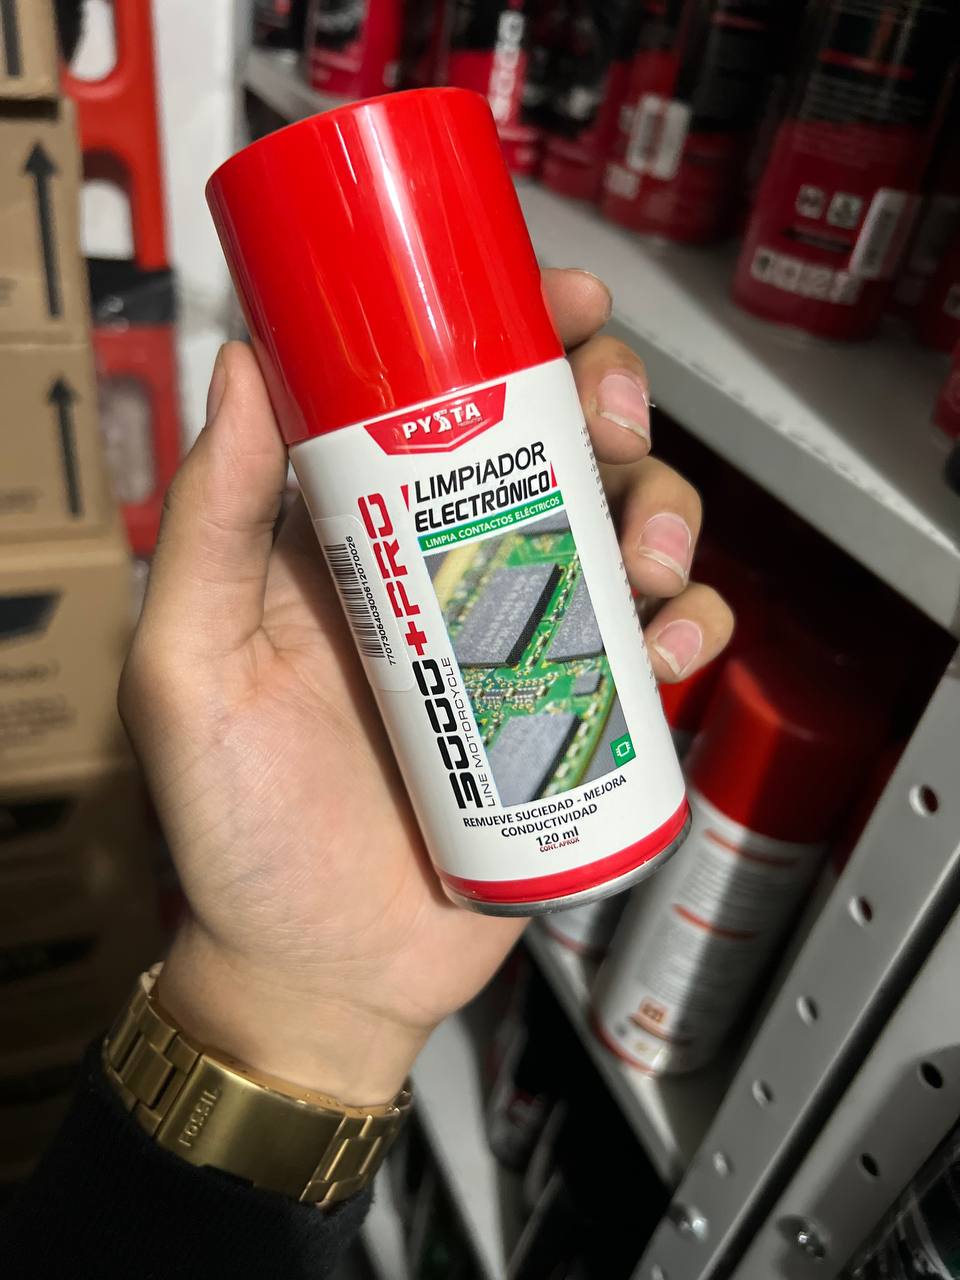 PYSTA
LIMPIADOR
ELECTRÓNICO
LIMPIA CONTACTOS ELÉCTRICOS
3000+PRO
LINE MOTORCYCLE
REMUEVE SUCIEDAD - MEJORA
CONDUCTIVIDAD
120 ml
CONT. APROX
FOSSIL